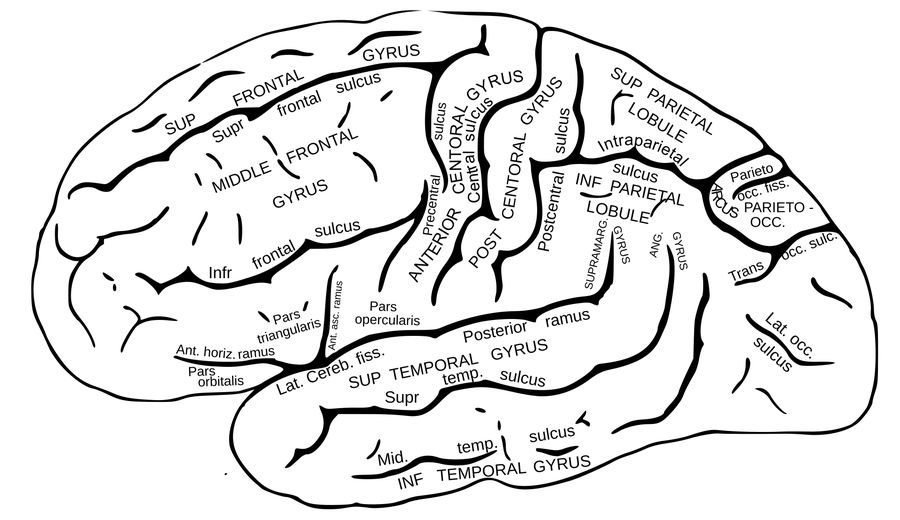 SUP FRONTAL GYRUS
Supr frontal sulcus
MIDDLE FRONTAL
GYRUS
Infr frontal sulcus
Precentral sulcus
ANTERIOR CENTORAL GYRUS
Central sulcus
POST CENTORAL GYRUS
Postcentral sulcus
SUP PARIETAL
LOBULE
Intraparietal
sulcus
INF PARIETAL
LOBULE
SUPRAMARG.
GYRUS
ANG.
GYRUS
Parieto
occ. fiss.
ARCUS
PARIETO -
OCC.
Trans occ. sulc.
Lat. occ.
sulcus
Ant. horiz. ramus
Pars
triangularis
Ant. asc. ramus
Pars
opercularis
Pars
orbitalis
Lat. Cereb. fiss.
Posterior ramus
SUP TEMPORAL GYRUS
Supr temp. sulcus
Mid. temp. sulcus
INF TEMPORAL GYRUS